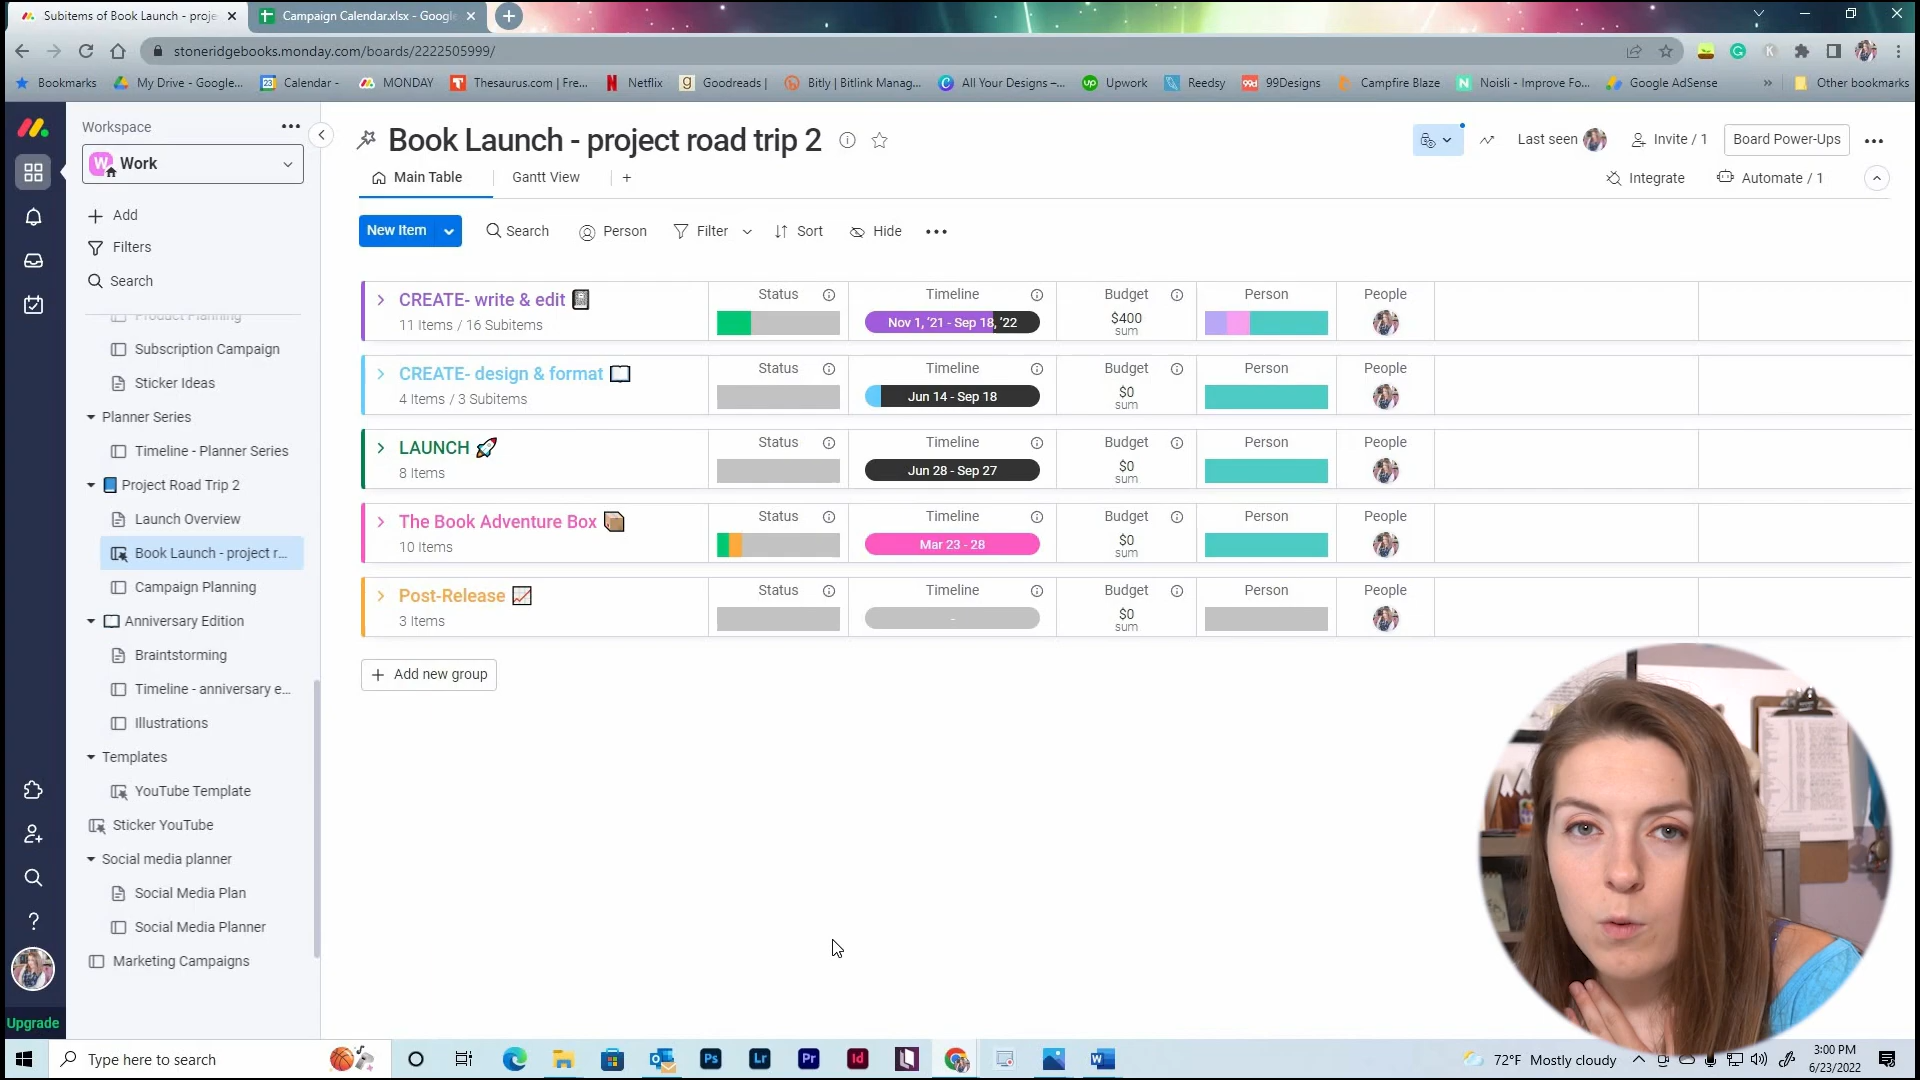 Subitems of Book Launch - proje
Campaign Calendar.xlsx - Google
stoneridgebooks.monday.com/boards/2222505999/
Bookmarks
My Drive - Google...
Calendar -
MONDAY
Thesaurus.com | Fre...
Netflix
Goodreads |
Bitly | Bitlink Manag...
All Your Designs –...
Upwork
Reedsy
99Designs
Campfire Blaze
Noisli - Improve Fo...
Google AdSense
Other bookmarks
Workspace
W Work
Add
Filters
Search
Product Planning
Subscription Campaign
Sticker Ideas
Planner Series
Timeline - Planner Series
Project Road Trip 2
Launch Overview
Book Launch - project r...
Campaign Planning
Anniversary Edition
Braintstorming
Timeline - anniversary e...
Illustrations
Templates
YouTube Template
Sticker YouTube
Social media planner
Social Media Plan
Social Media Planner
Marketing Campaigns
Upgrade
Book Launch - project road trip 2
Last seen
Invite / 1
Board Power-Ups
Main Table
Gantt View
Integrate
Automate / 1
New Item
Search
Person
Filter
Sort
Hide
CREATE- write & edit
11 Items / 16 Subitems
Status
Timeline
Nov 1, '21 - Sep 18, '22
Budget
$400
sum
Person
People
CREATE- design & format
4 Items / 3 Subitems
Status
Timeline
Jun 14 - Sep 18
Budget
$0
sum
Person
People
LAUNCH
8 Items
Status
Timeline
Jun 28 - Sep 27
Budget
$0
sum
Person
People
The Book Adventure Box
10 Items
Status
Timeline
Mar 23 - 28
Budget
$0
sum
Person
People
Post-Release
3 Items
Status
Timeline
-
Budget
$0
sum
Person
People
Add new group
Type here to search
Ps
Lr
Pr
Id
72°F Mostly cloudy
3:00 PM
6/23/2022